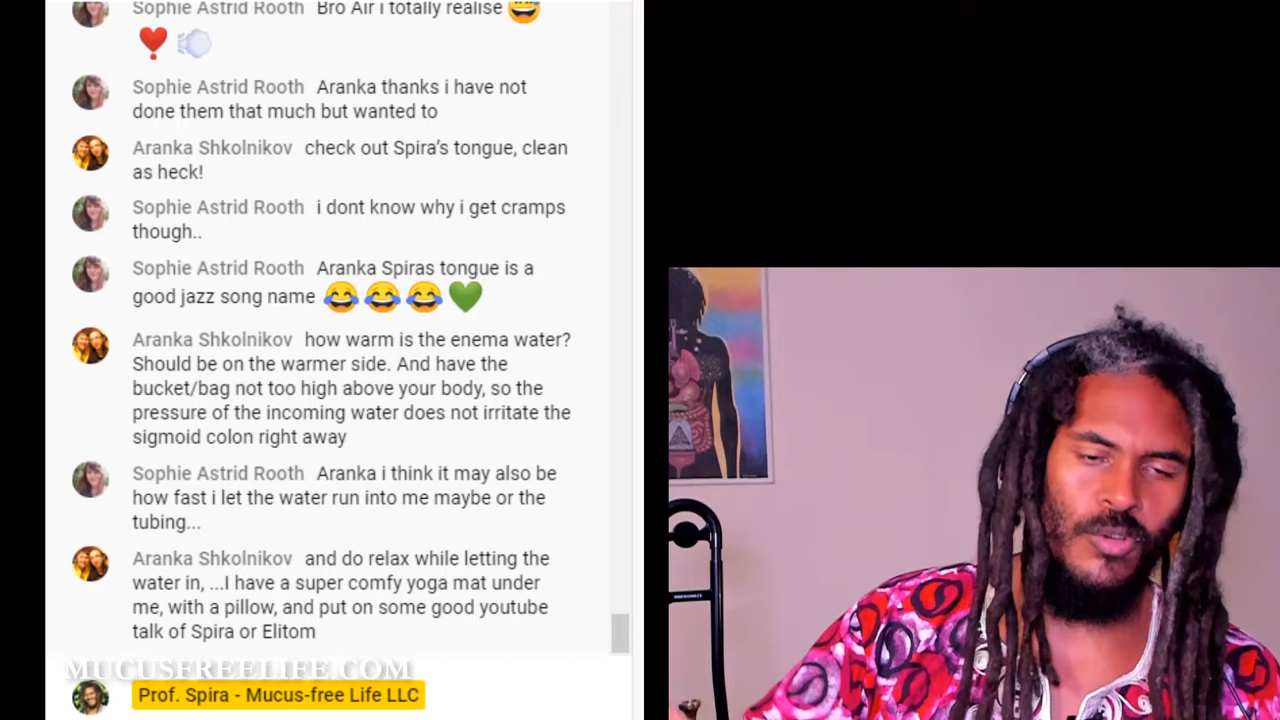 Sophie Astrid Rooth Bro Air i totally realise 😅
❣️ 💨
Sophie Astrid Rooth Aranka thanks i have not
done them that much but wanted to
Aranka Shkolnikov check out Spira’s tongue, clean
as heck!
Sophie Astrid Rooth i dont know why i get cramps
though..
Sophie Astrid Rooth Aranka Spiras tongue is a
good jazz song name 😂 😂 😂 💚
Aranka Shkolnikov how warm is the enema water?
Should be on the warmer side. And have the
bucket/bag not too high above your body, so the
pressure of the incoming water does not irritate the
sigmoid colon right away
Sophie Astrid Rooth Aranka i think it may also be
how fast i let the water run into me maybe or the
tubing...
Aranka Shkolnikov and do relax while letting the
water in, ...I have a super comfy yoga mat under
me, with a pillow, and put on some good youtube
talk of Spira or Elitom
MUCUSFREELIFE.COM
Prof. Spira - Mucus-free Life LLC